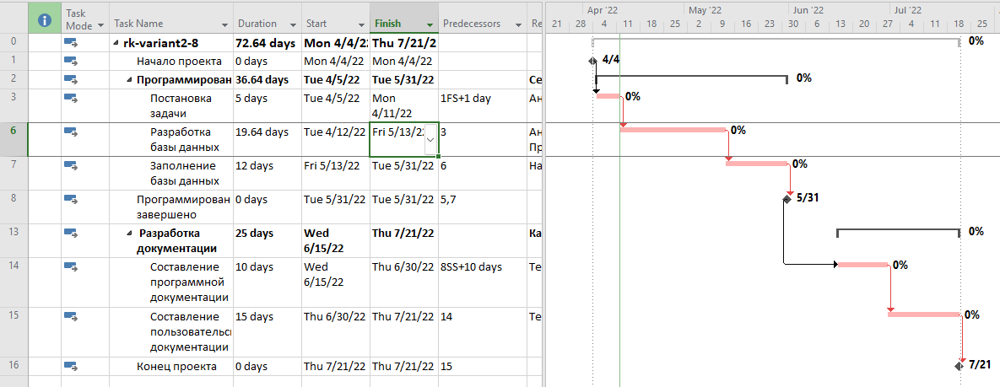 Task Mode Task Name Duration Start Finish Predecessors Re
Apr '22 May '22 Jun '22 Jul '22 A
21 28 4 11 18 25 2 9 16 23 30 6 13 20 27 4 11 18 25
0 rk-variant2-8 72.64 days Mon 4/4/22 Thu 7/21/2 0%
1 Начало проекта 0 days Mon 4/4/22 Mon 4/4/22 4/4
2 Программирован 36.64 days Tue 4/5/22 Tue 5/31/22 Се 0%
3 Постановка задачи 5 days Tue 4/5/22 Mon 4/11/22 1FS+1 day Ан 0%
6 Разработка базы данных 19.64 days Tue 4/12/22 Fri 5/13/22 3 Ан Пр 0%
7 Заполнение базы данных 12 days Fri 5/13/22 Tue 5/31/22 6 На 0%
8 Программирован завершено 0 days Tue 5/31/22 Tue 5/31/22 5,7 5/31
13 Разработка документации 25 days Wed 6/15/22 Thu 7/21/22 Ка 0%
14 Составление программной документации 10 days Wed 6/15/22 Thu 6/30/22 8SS+10 days Те 0%
15 Составление пользовательс документации 15 days Thu 6/30/22 Thu 7/21/22 14 Те 0%
16 Конец проекта 0 days Thu 7/21/22 Thu 7/21/22 15 7/21